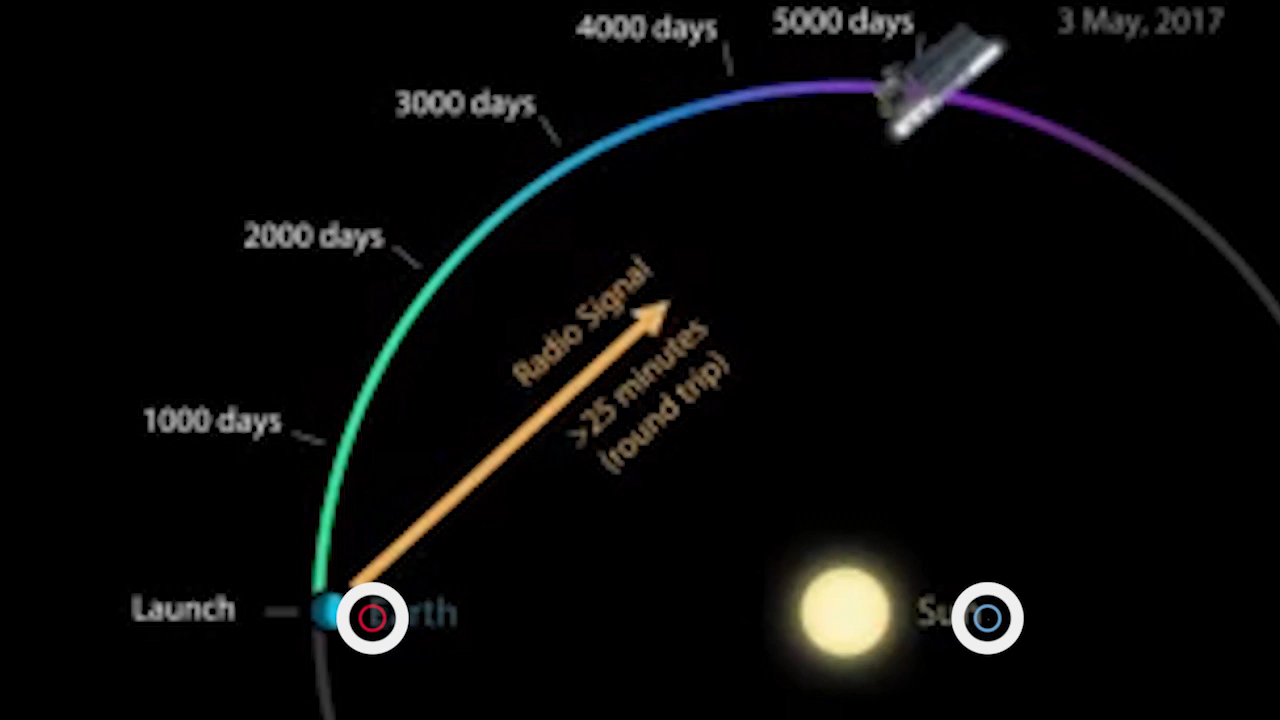 4000 days
5000 days
3 May, 2017
3000 days
2000 days
Radio Signal
>25 minutes
(round trip)
1000 days
Launch